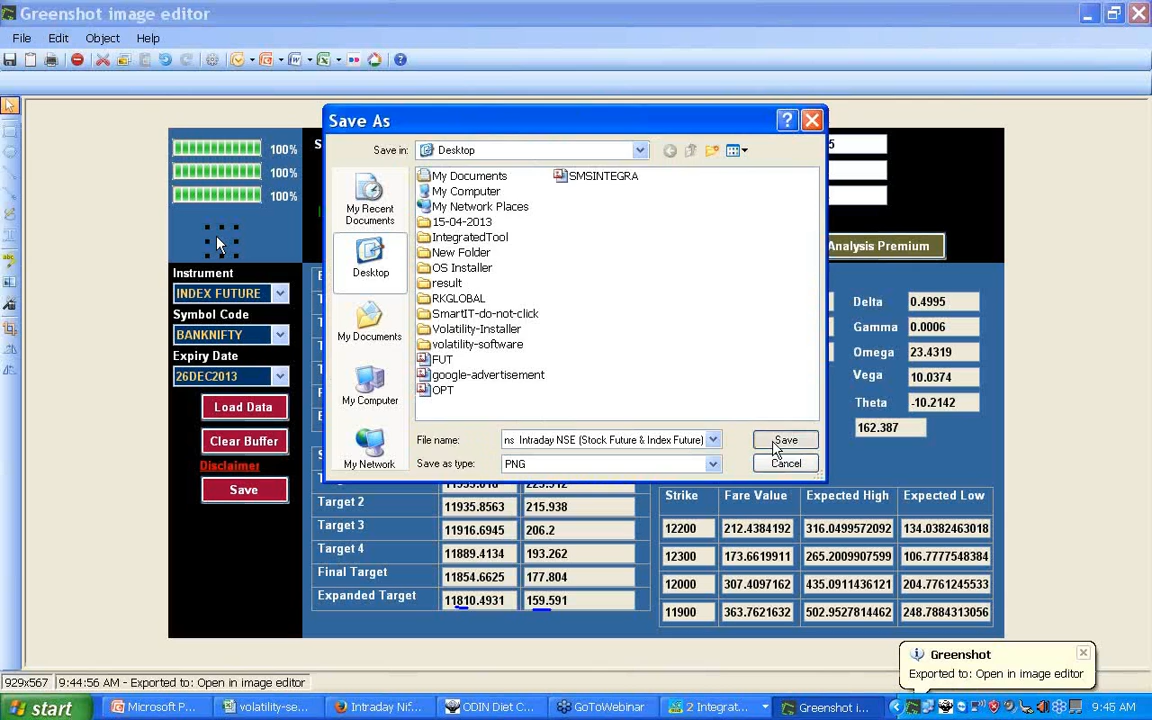 Greenshot image editor
File Edit Object Help
Save As
Save in: Desktop
My Recent Documents
Desktop
My Documents
My Computer
My Network
My Documents
My Computer
My Network Places
15-04-2013
IntegratedTool
New Folder
OS Installer
result
RKGLOBAL
SmartIT-do-not-click
Volatility-Installer
volatility-software
FUT
google-advertisement
OPT
SMSINTEGRA
File name: ns Intraday NSE (Stock Future & Index Future)
Save
Save as type: PNG
Cancel
100%
100%
100%
Instrument
INDEX FUTURE
Symbol Code
BANKNIFTY
Expiry Date
26DEC2013
Load Data
Clear Buffer
Disclaimer
Save
Analysis Premium
Delta 0.4995
Gamma 0.0006
Omega 23.4319
Vega 10.0374
Theta -10.2142
162.387
Target 2 11935.8563 215.938
Target 3 11916.6945 206.2
Target 4 11889.4134 193.262
Final Target 11854.6625 177.804
Expanded Target 11810.4931 159.591
Strike Fare Value Expected High Expected Low
12200 212.4384192 316.0499572092 134.0382463018
12300 173.6619911 265.2009907599 106.7777548384
12000 307.4097162 435.0911436121 204.7761245533
11900 363.7621632 502.9527814462 248.7884313056
Greenshot
Exported to: Open in image editor
929x567 9:44:56 AM - Exported to: Open in image editor
start Microsoft P... volatility-se... Intraday Nif... ODIN Diet C... GoToWebinar 2 Integrat... Greenshot i... 9:45 AM